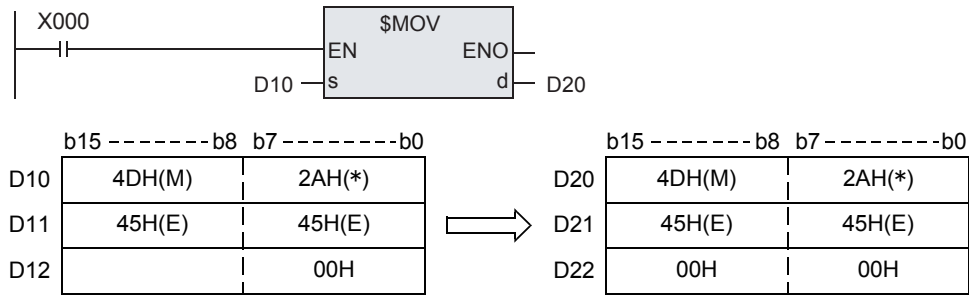 X000
$MOV
EN ENO
D10 s d D20
b15 -------b8 b7---------b0 b15 -------b8 b7---------b0
D10 4DH(M) 2AH(*) D20 4DH(M) 2AH(*)
D11 45H(E) 45H(E) D21 45H(E) 45H(E)
D12 00H D22 00H 00H